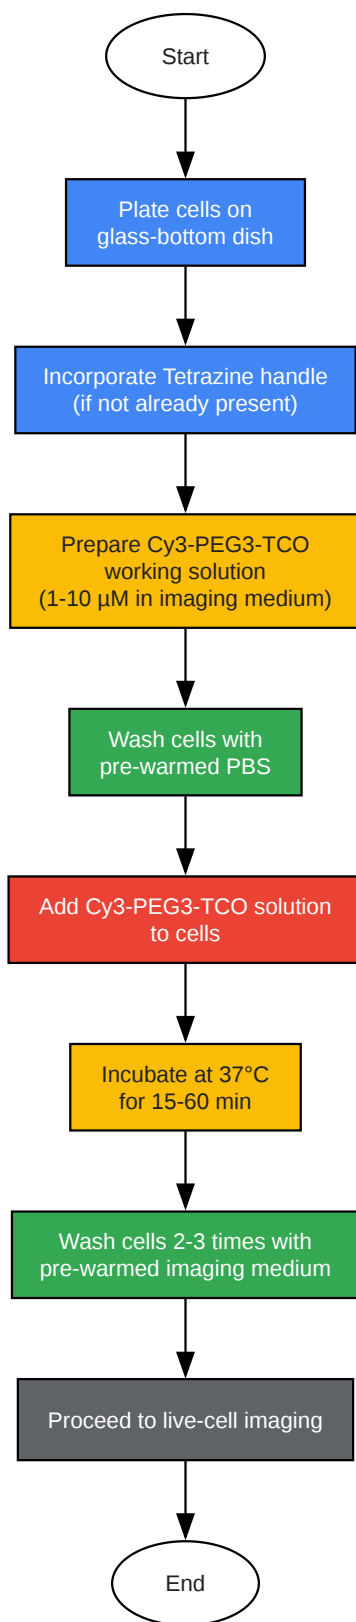 Start
Plate cells on
glass-bottom dish
Incorporate Tetrazine handle
(if not already present)
Prepare Cy3-PEG3-TCO
working solution
(1-10 µM in imaging medium)
Wash cells with
pre-warmed PBS
Add Cy3-PEG3-TCO solution
to cells
Incubate at 37°C
for 15-60 min
Wash cells 2-3 times with
pre-warmed imaging medium
Proceed to live-cell imaging
End